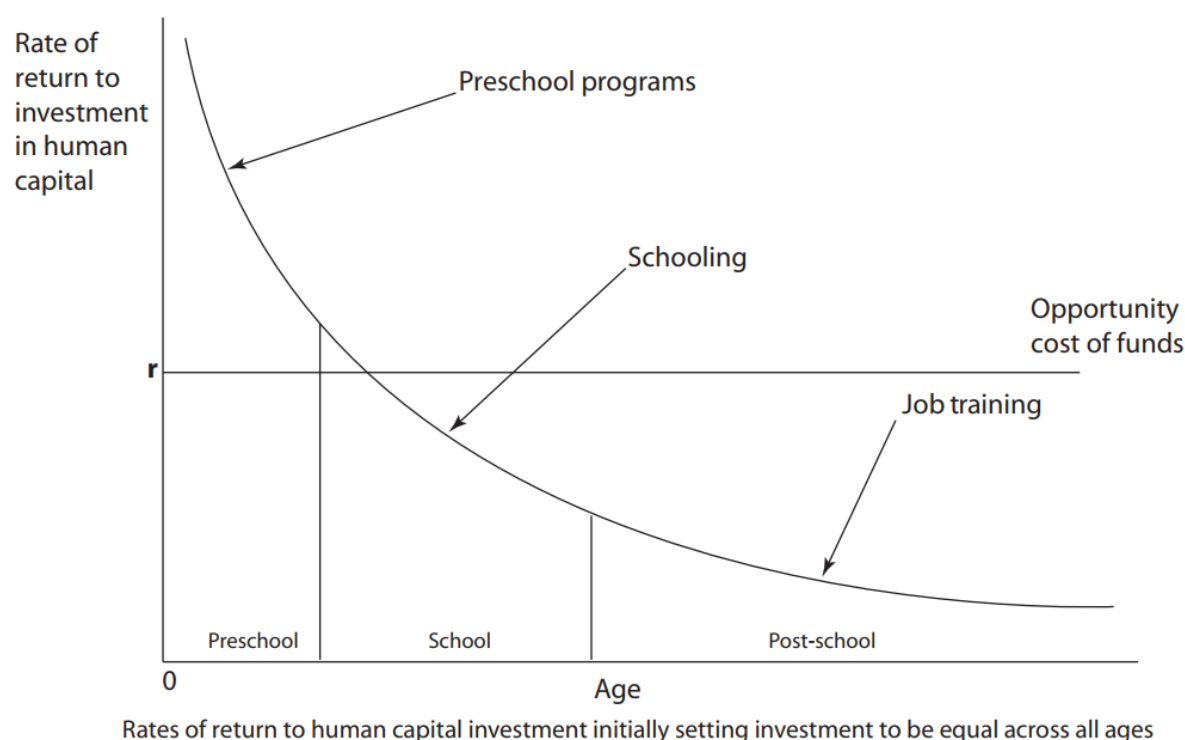 Rate of
return to
investment
in human
capital
Preschool programs
Schooling
Opportunity
cost of funds
r
Job training
Preschool
School
Post-school
0
Age
Rates of return to human capital investment initially setting investment to be equal across all ages